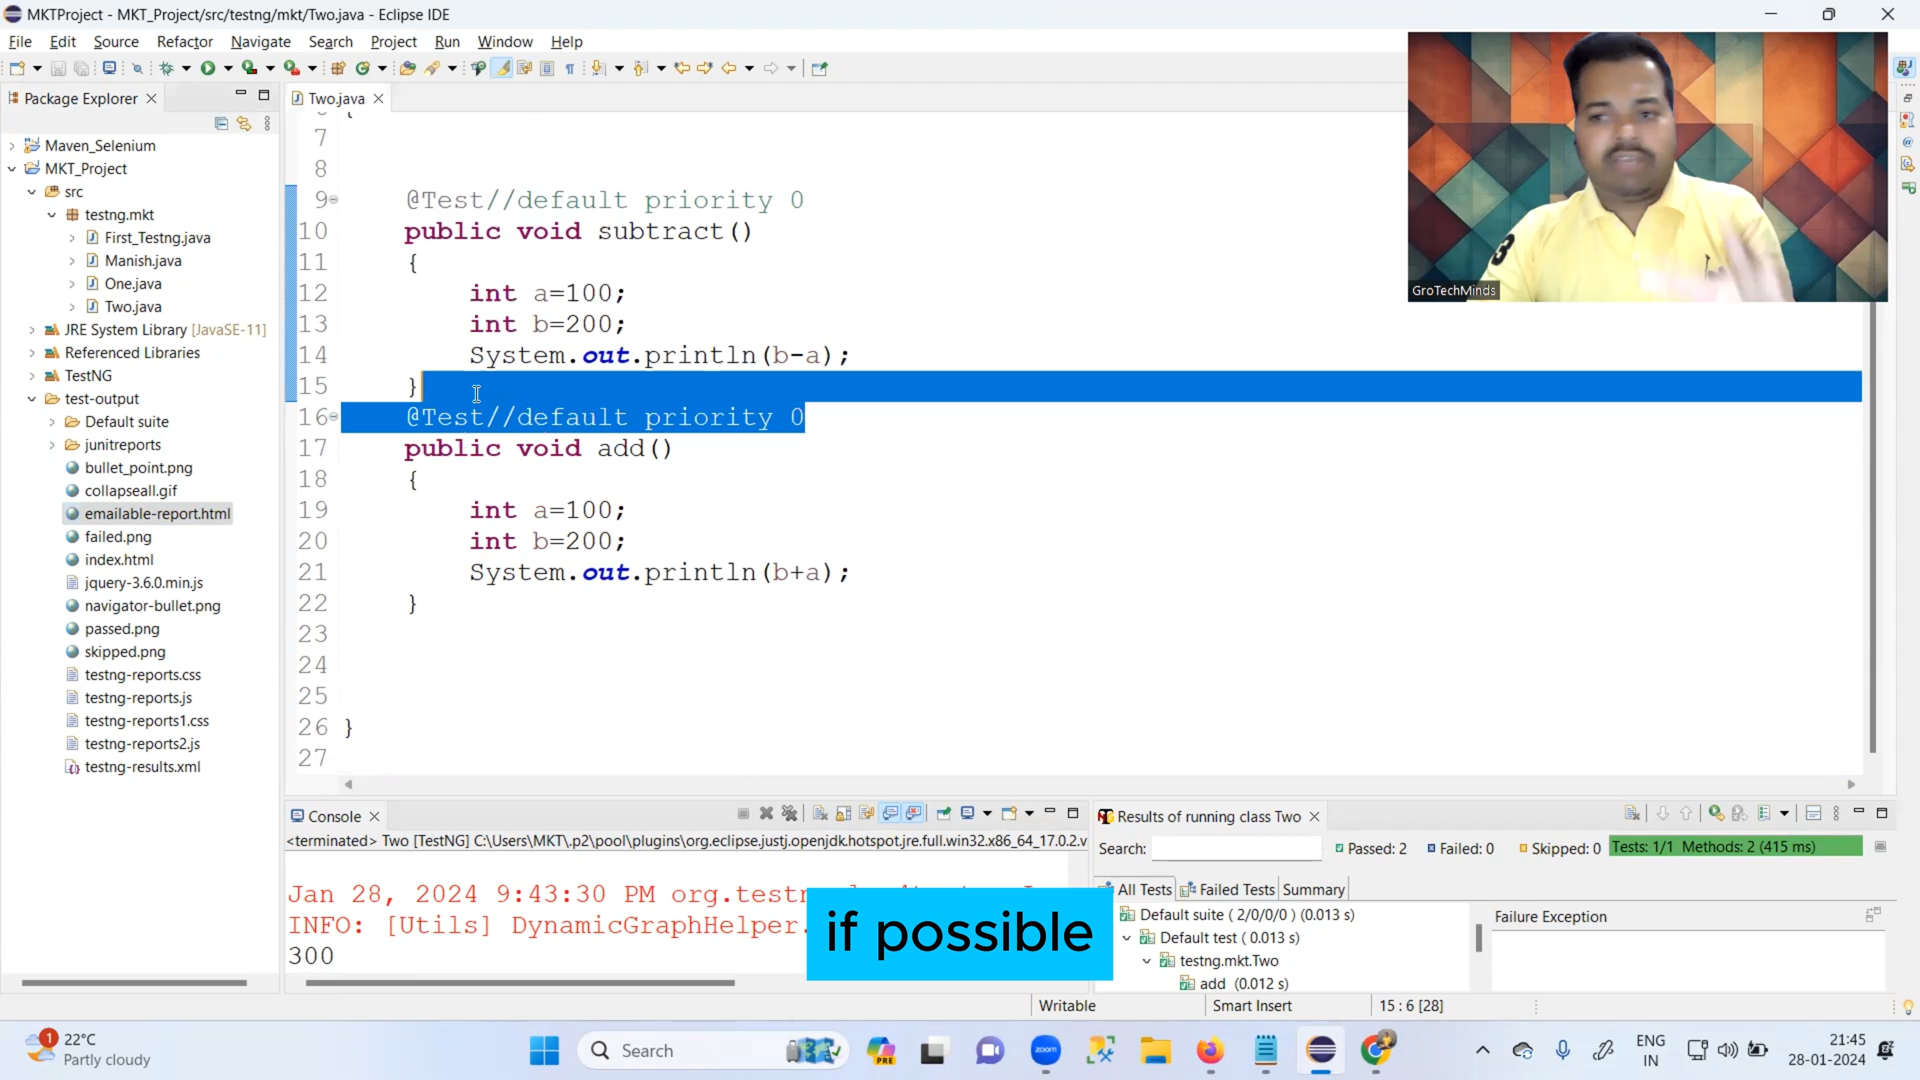 MKTProject - MKT_Project/src/testng/mkt/Two.java - Eclipse IDE
File Edit Source Refactor Navigate Search Project Run Window Help
Package Explorer
Maven_Selenium
MKT_Project
src
testng.mkt
First_Testng.java
Manish.java
One.java
Two.java
JRE System Library [JavaSE-11]
Referenced Libraries
TestNG
test-output
Default suite
junitreports
bullet_point.png
collapseall.gif
emailable-report.html
failed.png
index.html
jquery-3.6.0.min.js
navigator-bullet.png
passed.png
skipped.png
testng-reports.css
testng-reports.js
testng-reports1.css
testng-reports2.js
testng-results.xml
Two.java
7
8
9 @Test//default priority 0
10 public void subtract()
11 {
12 int a=100;
13 int b=200;
14 System.out.println(b-a);
15 }
16 @Test//default priority 0
17 public void add()
18 {
19 int a=100;
20 int b=200;
21 System.out.println(b+a);
22 }
23
24
25
26 }
27
3
GroTechMinds
Console
<terminated> Two [TestNG] C:\Users\MKT\.p2\pool\plugins\org.eclipse.justj.openjdk.hotspot.jre.full.win32.x86_64_17.0.2.v
Jan 28, 2024 9:43:30 PM org.testn
INFO: [Utils] DynamicGraphHelper.
300
if possible
Results of running class Two
Search: Passed: 2 Failed: 0 Skipped: 0 Tests: 1/1 Methods: 2 (415 ms)
All Tests Failed Tests Summary
Default suite ( 2/0/0/0 ) (0.013 s)
Default test ( 0.013 s)
testng.mkt.Two
add (0.012 s)
Failure Exception
Writable Smart Insert 15 : 6 [28]
1
22°C
Partly cloudy
Search
PRE
zoom
ENG
IN
21:45
28-01-2024